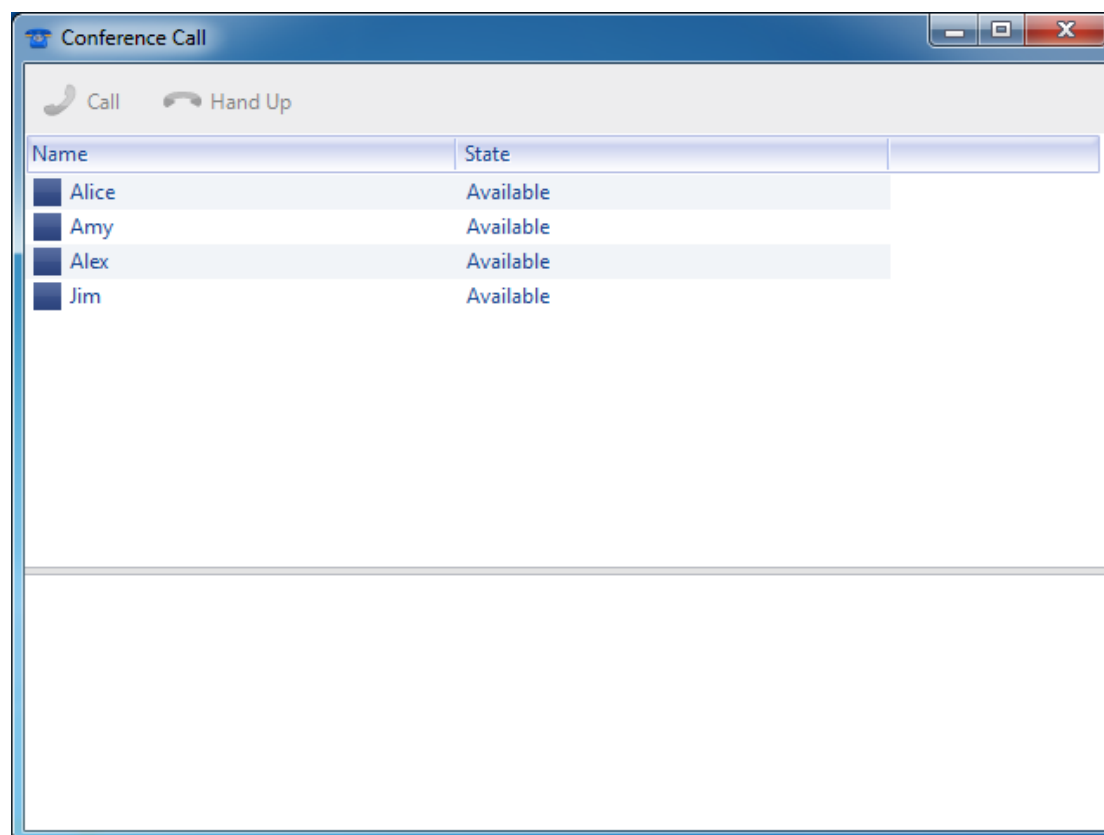 Conference Call
Call Hand Up
Name State
Alice Available
Amy Available
Alex Available
Jim Available